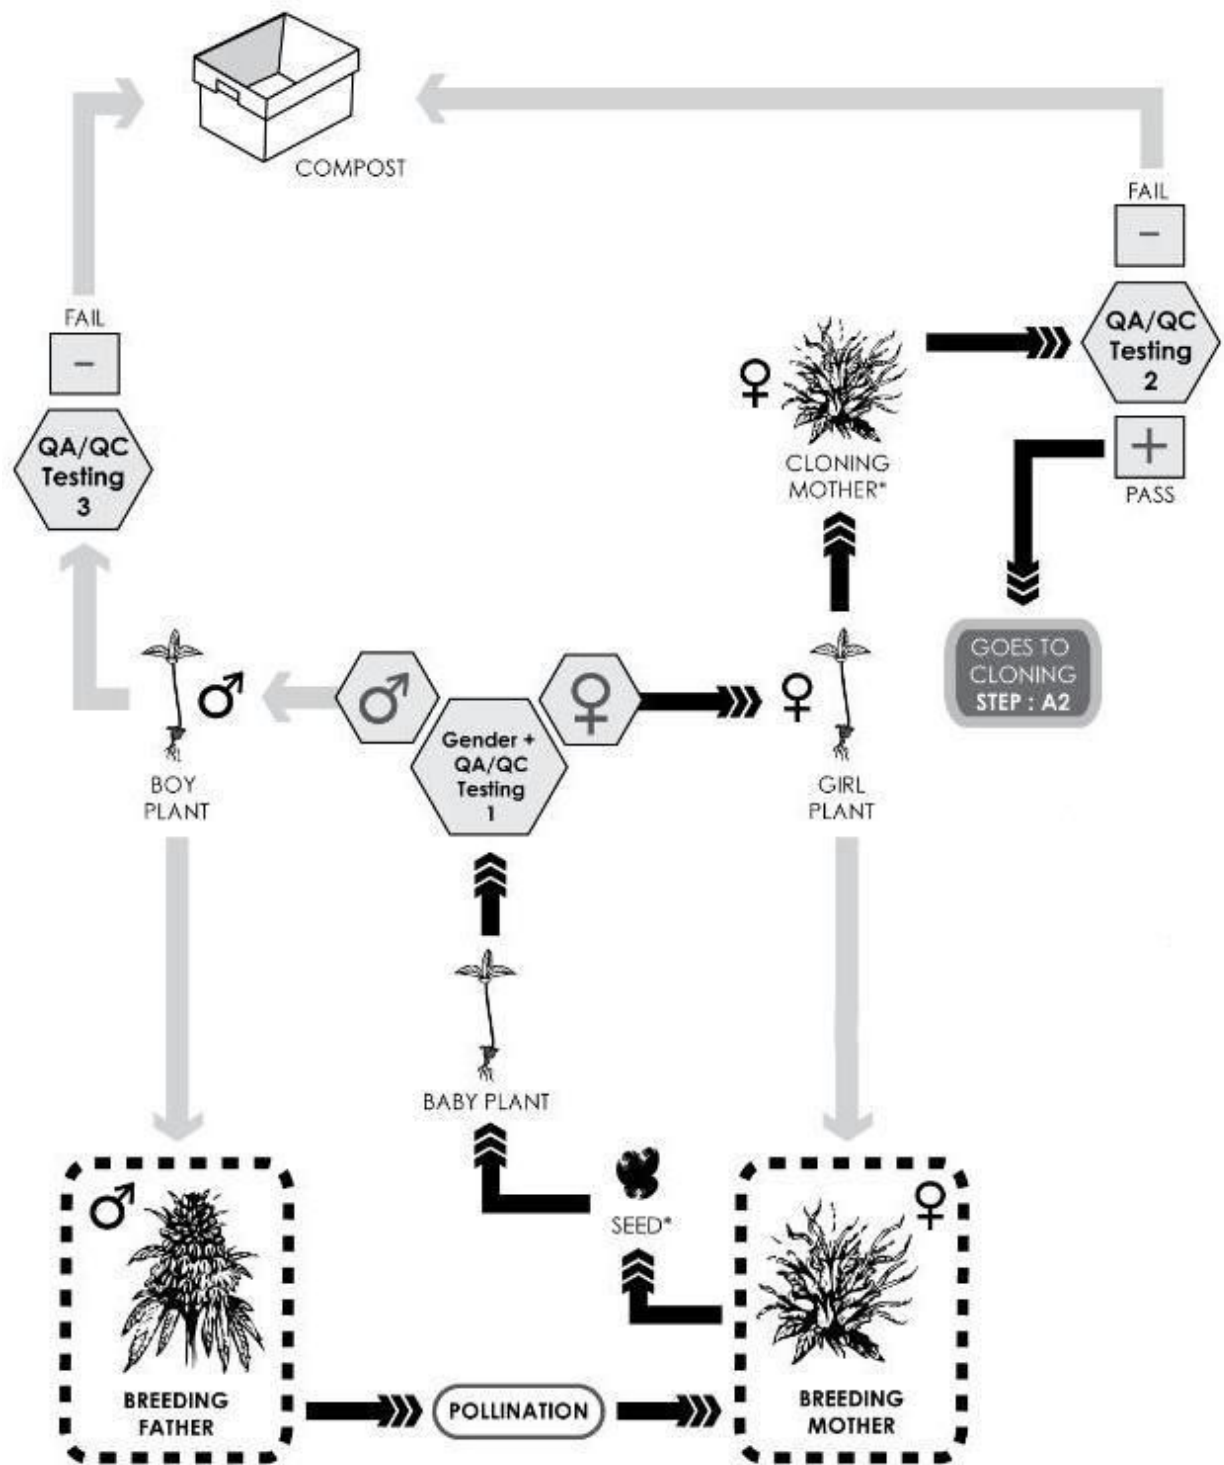 COMPOST
FAIL
-
QA/QC
Testing
2
+
PASS
FAIL
-
QA/QC
Testing
3
CLONING
MOTHER*
GOES TO
CLONING
STEP : A2
BOY
PLANT
Gender +
QA/QC
Testing
1
GIRL
PLANT
BABY PLANT
SEED*
BREEDING
FATHER
POLLINATION
BREEDING
MOTHER